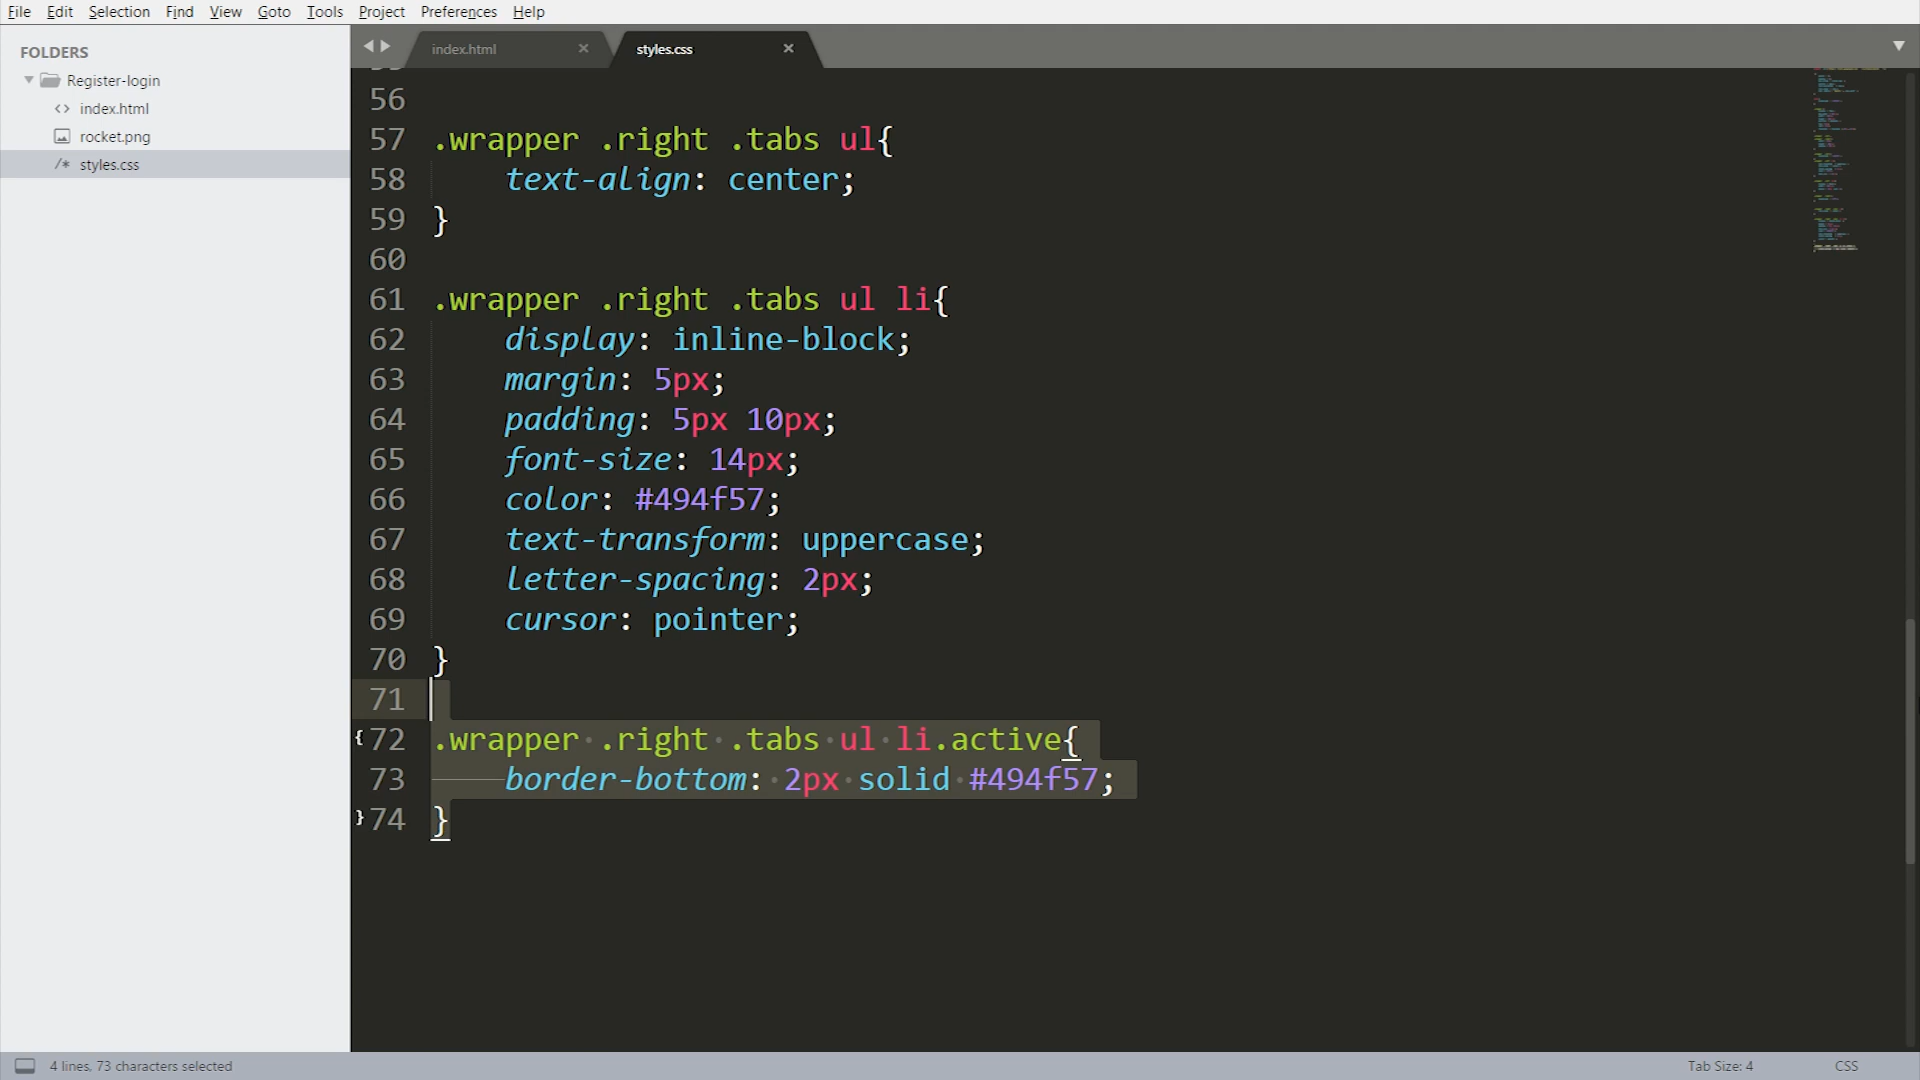 File Edit Selection Find View Goto Tools Project Preferences Help
FOLDERS
Register-login
index.html
rocket.png
styles.css
index.html
styles.css
56
57 .wrapper .right .tabs ul{
58 text-align: center;
59 }
60
61 .wrapper .right .tabs ul li{
62 display: inline-block;
63 margin: 5px;
64 padding: 5px 10px;
65 font-size: 14px;
66 color: #494f57;
67 text-transform: uppercase;
68 letter-spacing: 2px;
69 cursor: pointer;
70 }
71
72 .wrapper .right .tabs ul li.active{
73 border-bottom: 2px solid #494f57;
74 }
4 lines, 73 characters selected
Tab Size: 4
CSS